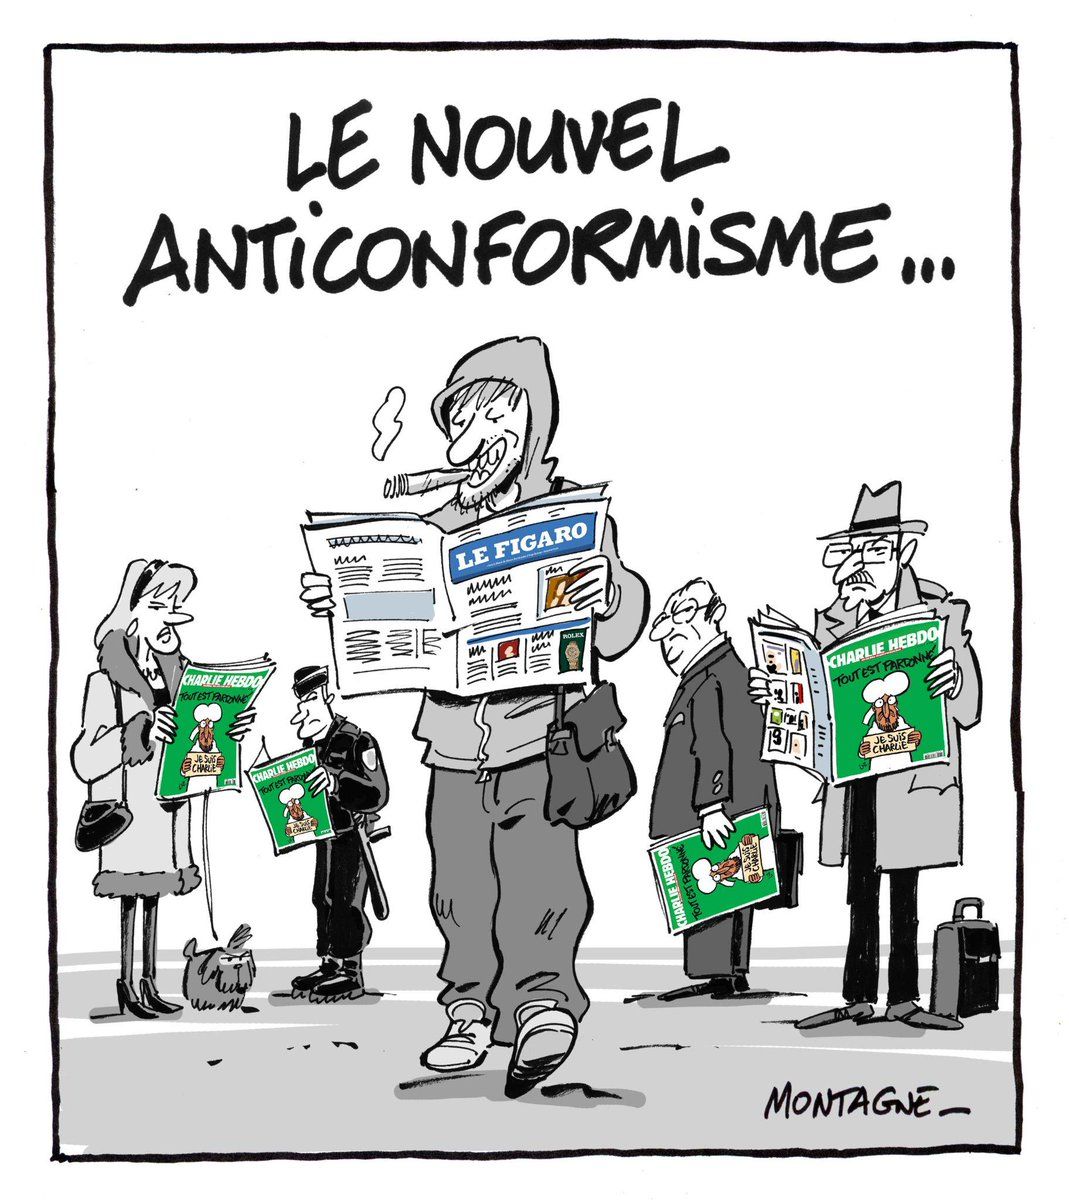 LE NOUVEL
ANTICONFORMISME...
LE FIGARO
ROLEX
CHARLIE HEBDO
TOUT EST PARDONNÉ
JE SUIS
CHARLIE
CHARLIE HEBDO
TOUT EST PARDONNÉ
JE SUIS
CHARLIE
CHARLIE HEBDO
TOUT EST PARDONNÉ
JE SUIS
CHARLIE
CHARLIE HEBDO
TOUT EST PARDONNÉ
JE SUIS
CHARLIE
MONTAGNE_